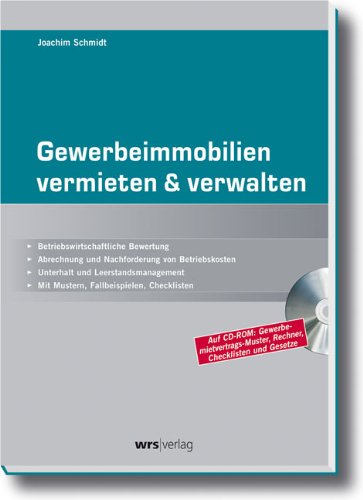 Joachim Schmidt
Gewerbeimmobilien
vermieten & verwalten
► Betriebswirtschaftliche Bewertung
► Abrechnung und Nachforderung von Betriebskosten
► Unterhalt und Leerstandsmanagement
► Mit Mustern, Fallbeispielen, Checklisten
Auf CD-ROM: Gewerbe-
mietvertrags-Muster, Rechner,
Checklisten und Gesetze
wrs|verlag